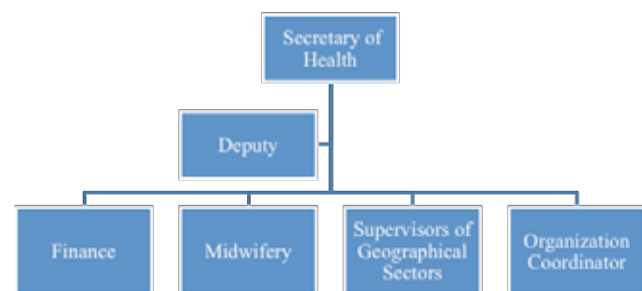 Secretary of
Health
Deputy
Finance
Midwifery
Supervisors of
Geographical
Sectors
Organization
Coordinator